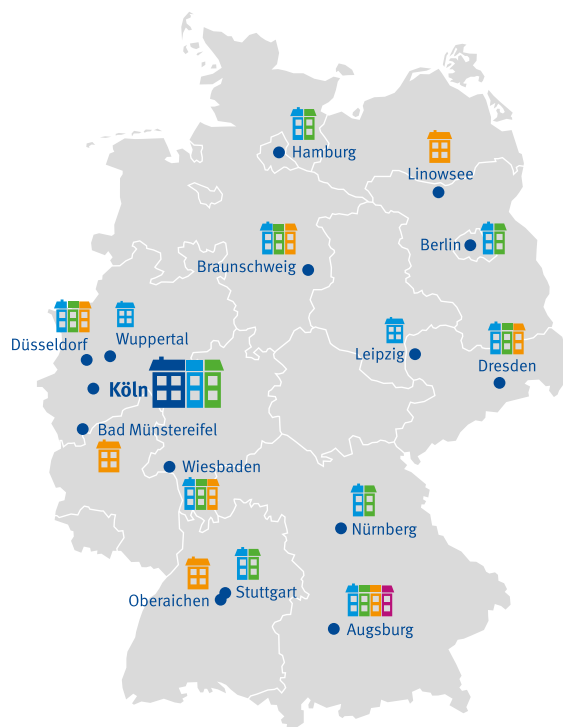 Hamburg
Linowsee
Berlin
Braunschweig
Düsseldorf
Wuppertal
Leipzig
Dresden
Köln
Bad Münstereifel
Wiesbaden
Nürnberg
Stuttgart
Oberaichen
Augsburg